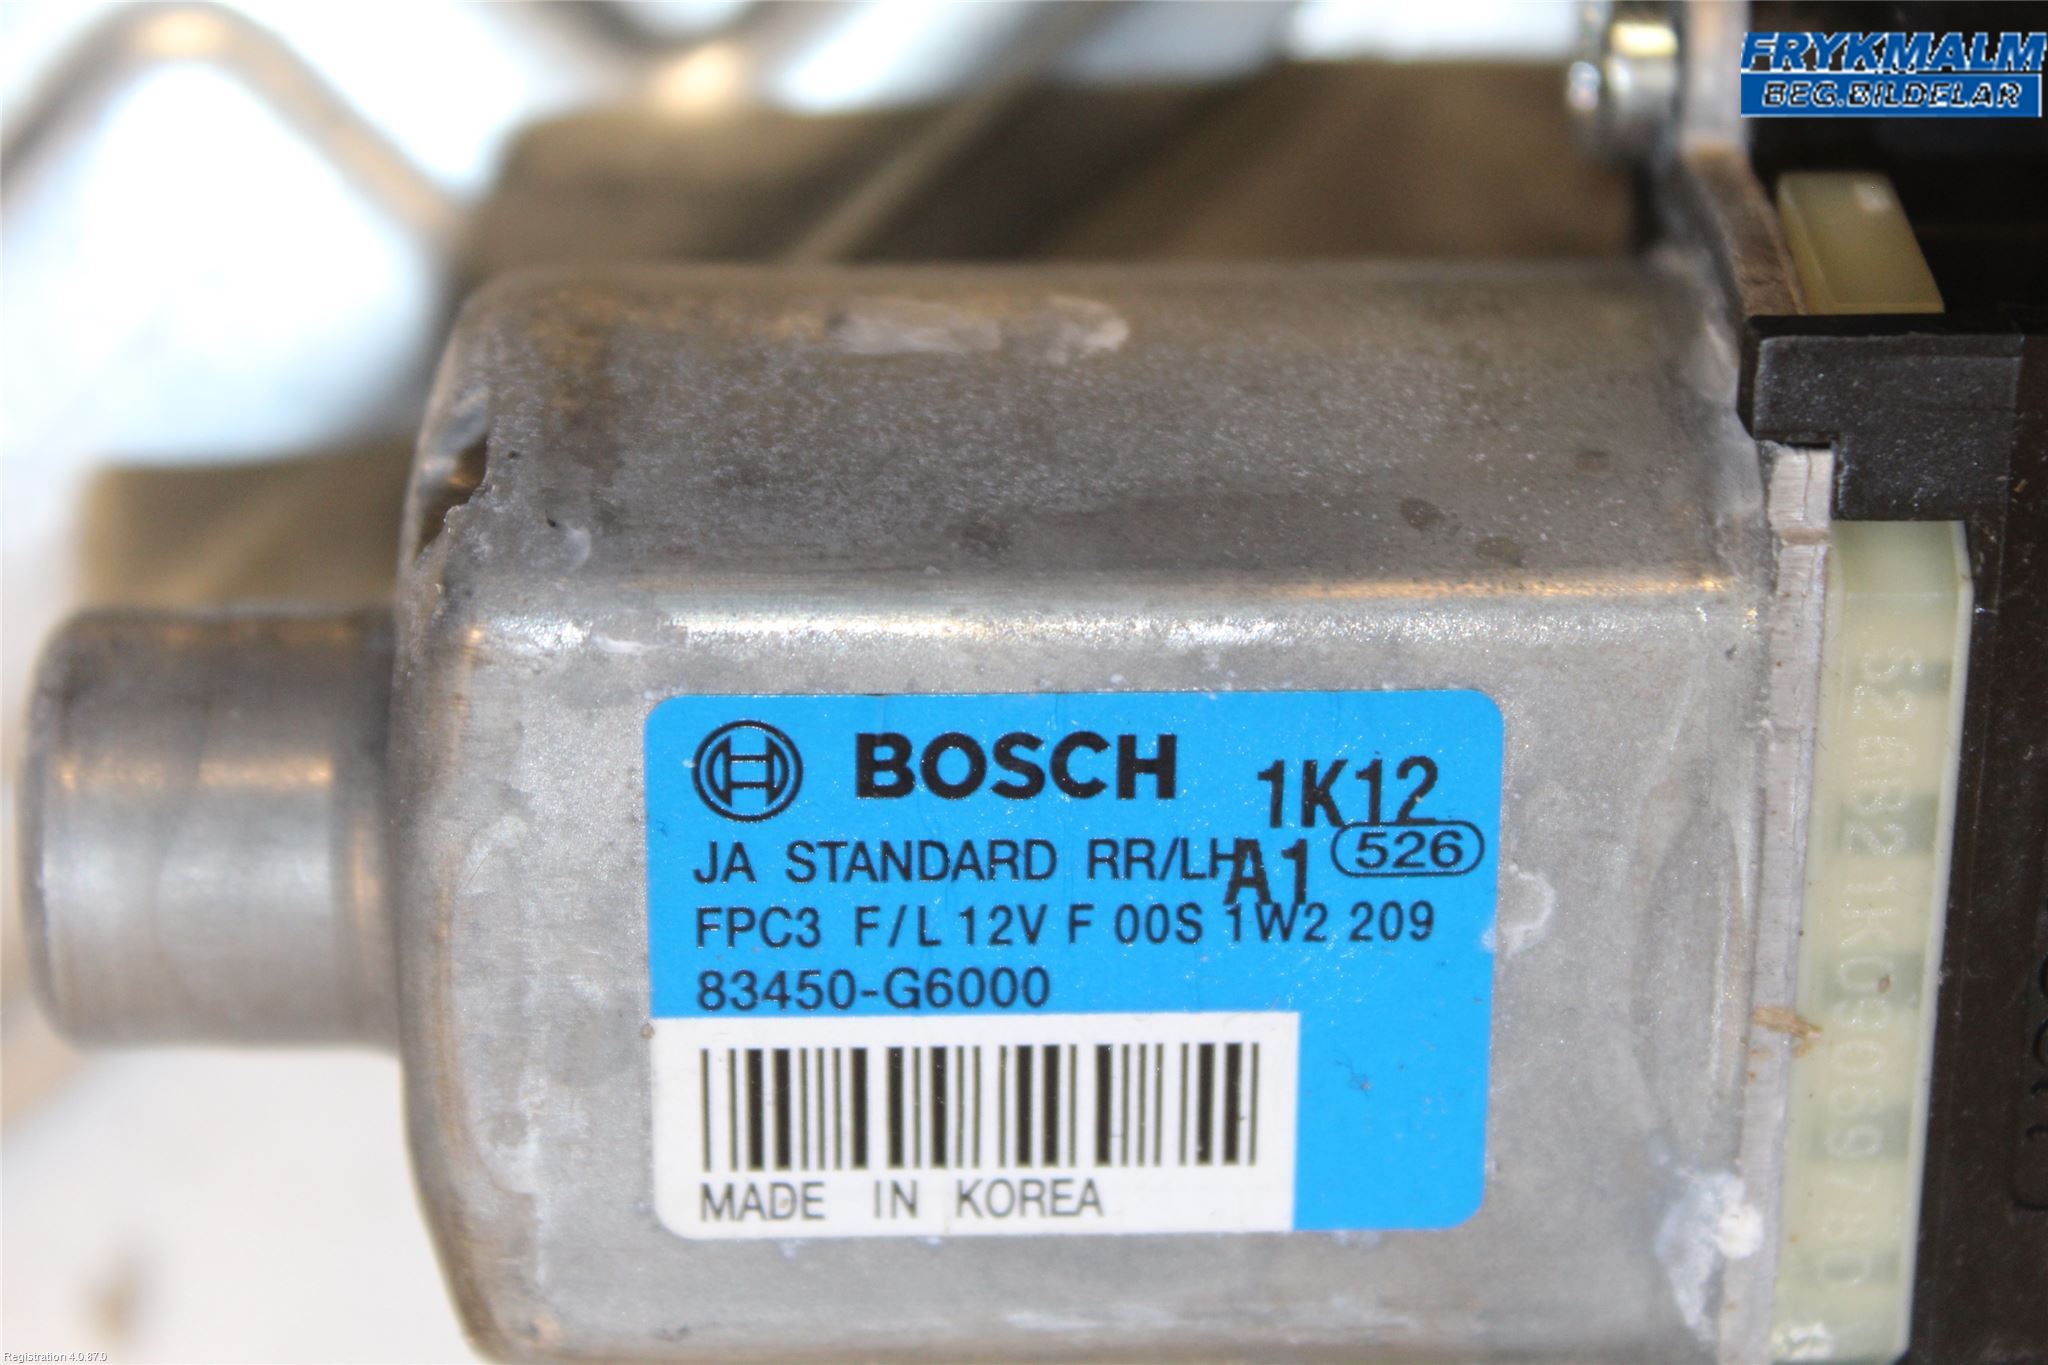 FRYKMALM
BEG.BILDELAR
BOSCH 1K12
JA STANDARD RR/LH A1 526
FPC3 F/L 12V F 00S 1W2 209
83450-G6000
MADE IN KOREA
Registration 4.0.87.0